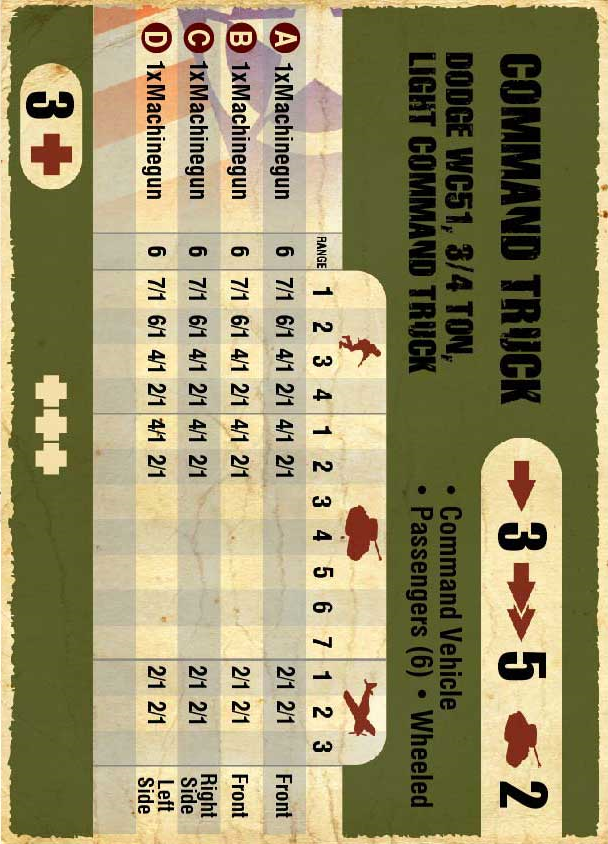 COMMAND TRUCK
3 5 2
DODGE WC51, 3/4 TON,
LIGHT COMMAND TRUCK
• Command Vehicle
• Passengers (6) • Wheeled
RANGE 1 2 3 4 1 2 3 4 5 6 7 1 2 3
A 1xMachinegun 6 7/1 6/1 4/1 2/1 4/1 2/1 2/1 2/1 Front
B 1xMachinegun 6 7/1 6/1 4/1 2/1 4/1 2/1 2/1 2/1 Front
C 1xMachinegun 6 7/1 6/1 4/1 2/1 4/1 2/1 2/1 2/1 Right
Side
D 1xMachinegun 6 7/1 6/1 4/1 2/1 4/1 2/1 2/1 2/1 Left
Side
3